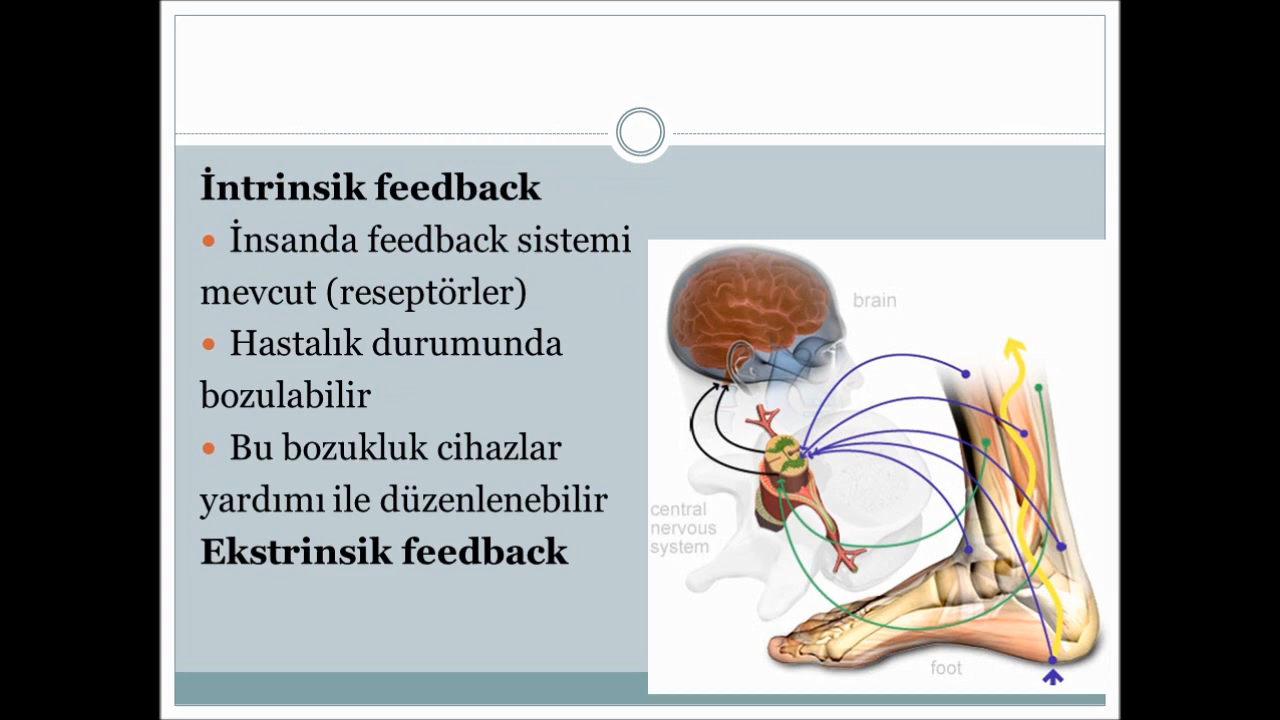 İntrinsik feedback
• İnsanda feedback sistemi
mevcut (reseptörler)
• Hastalık durumunda
bozulabilir
• Bu bozukluk cihazlar
yardımı ile düzenlenebilir
Ekstrinsik feedback
brain
central
nervous
system
foot